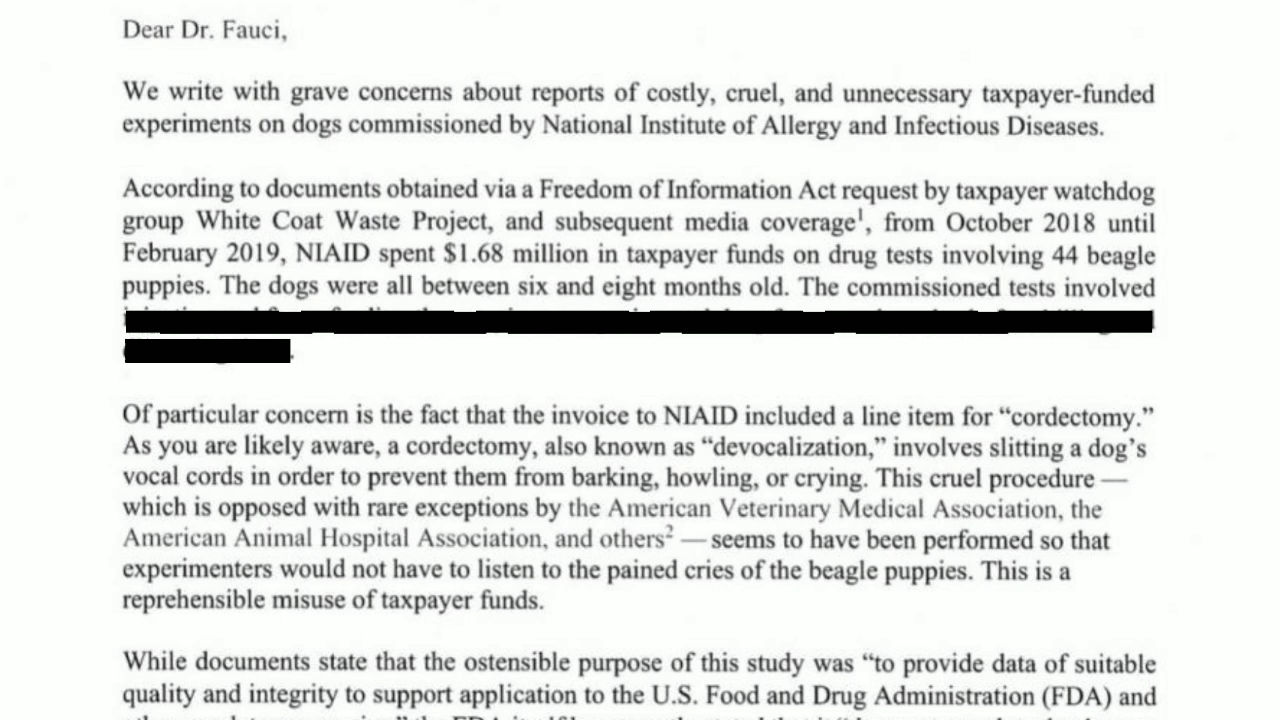 Dear Dr. Fauci,
We write with grave concerns about reports of costly, cruel, and unnecessary taxpayer-funded
experiments on dogs commissioned by National Institute of Allergy and Infectious Diseases.
According to documents obtained via a Freedom of Information Act request by taxpayer watchdog
group White Coat Waste Project, and subsequent media coverage¹, from October 2018 until
February 2019, NIAID spent $1.68 million in taxpayer funds on drug tests involving 44 beagle
puppies. The dogs were all between six and eight months old. The commissioned tests involved
.
Of particular concern is the fact that the invoice to NIAID included a line item for “cordectomy.”
As you are likely aware, a cordectomy, also known as “devocalization,” involves slitting a dog’s
vocal cords in order to prevent them from barking, howling, or crying. This cruel procedure —
which is opposed with rare exceptions by the American Veterinary Medical Association, the
American Animal Hospital Association, and others² — seems to have been performed so that
experimenters would not have to listen to the pained cries of the beagle puppies. This is a
reprehensible misuse of taxpayer funds.
While documents state that the ostensible purpose of this study was “to provide data of suitable
quality and integrity to support application to the U.S. Food and Drug Administration (FDA) and